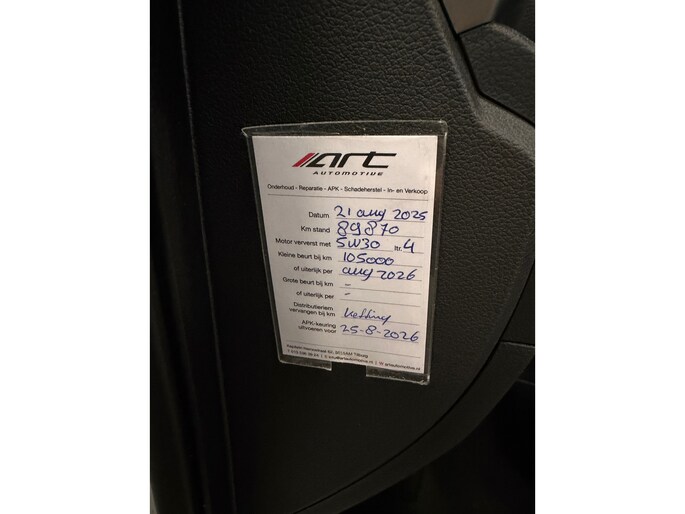 art
AUTOMOTIVE
Onderhoud - Reparatie - APK - Schadeherstel - In- en Verkoop
Datum 21 aug 2025
Km stand 89870
Motor ververst met 5W30 ltr. 4
Kleine beurt bij km 105000
of uiterlijk per aug 2026
Grote beurt bij km -
of uiterlijk per -
Distributieriem
vervangen bij km Ketting
APK-keuring
uitvoeren voor 25-8-2026